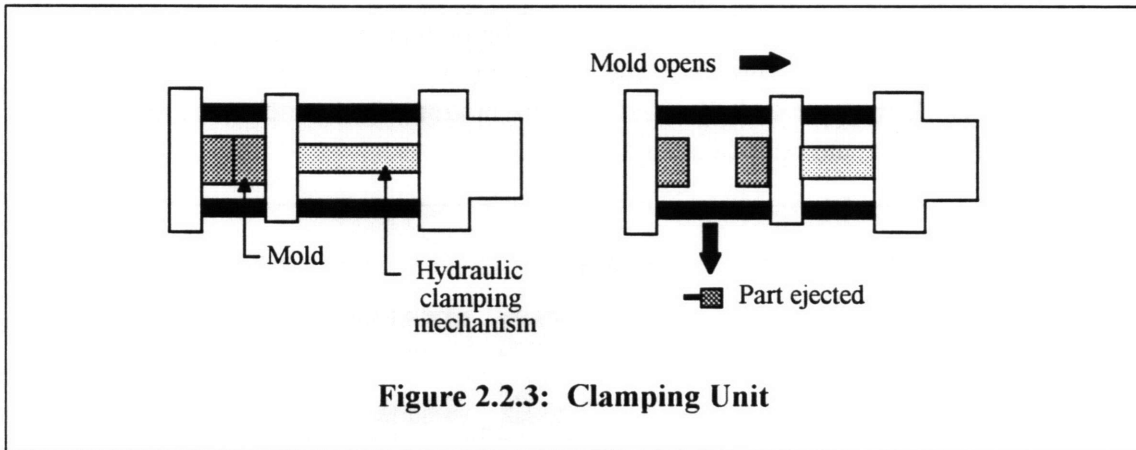 Mold
Hydraulic
clamping
mechanism
Mold opens
Part ejected
Figure 2.2.3: Clamping Unit